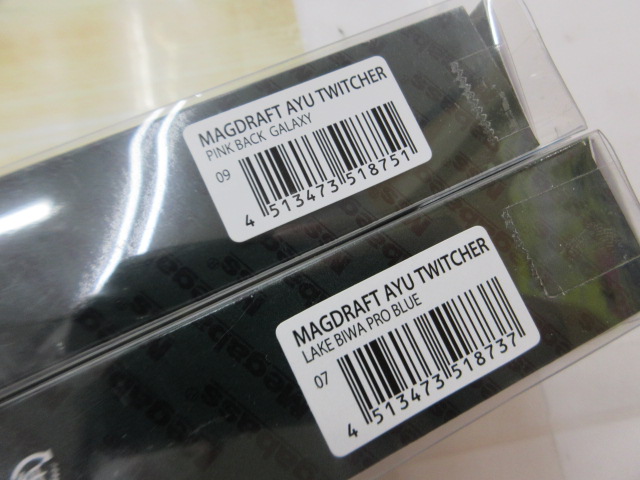 MAGDRAFT AYU TWITCHER
PINK BACK GALAXY
09
4 513473 518751
MAGDRAFT AYU TWITCHER
LAKE BIWA PRO BLUE
07
4 513473 518737
Megabass